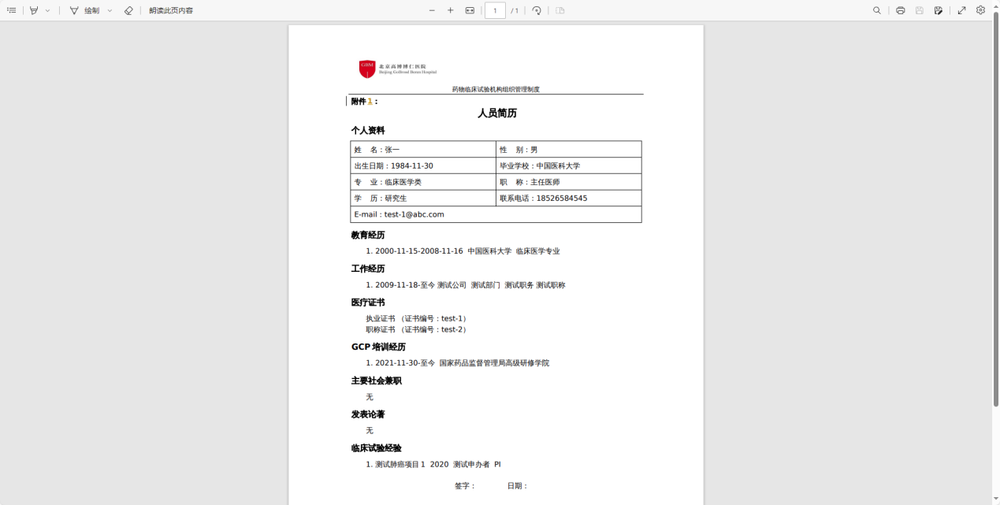 朗读此页内容
1 / 1
GBM
北京高博博仁医院
Beijing GoBroad Boren Hospital
药物临床试验机构组织管理制度
附件1：
人员简历
个人资料
姓 名：张一 性 别：男
出生日期：1984-11-30 毕业学校：中国医科大学
专 业：临床医学类 职 称：主任医师
学 历：研究生 联系电话：18526584545
E-mail：test-1@abc.com
教育经历
1. 2000-11-15-2008-11-16 中国医科大学 临床医学专业
工作经历
1. 2009-11-18-至今 测试公司 测试部门 测试职务 测试职称
医疗证书
执业证书 （证书编号：test-1）
职称证书 （证书编号：test-2）
GCP 培训经历
1. 2021-11-30-至今 国家药品监督管理局高级研修学院
主要社会兼职
无
发表论著
无
临床试验经验
1. 测试肺癌项目 1 2020 测试申办者 PI
签字： 日期：